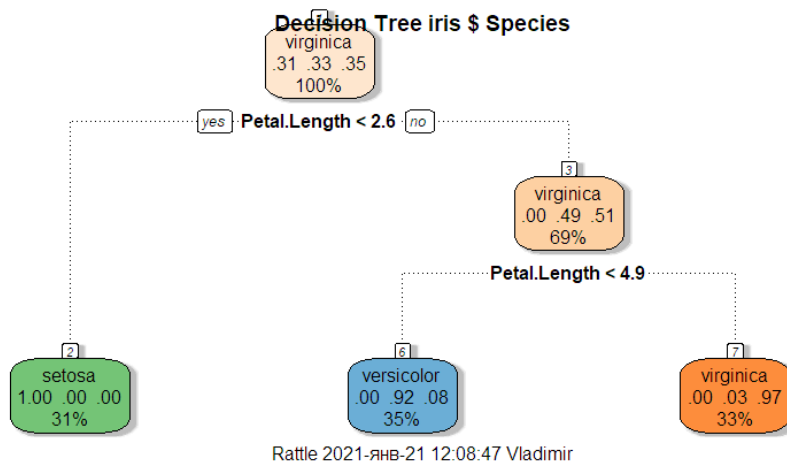 Decision Tree iris $ Species
1
virginica
.31 .33 .35
100%
yes Petal.Length < 2.6 no
3
virginica
.00 .49 .51
69%
Petal.Length < 4.9
2
setosa
1.00 .00 .00
31%
6
versicolor
.00 .92 .08
35%
7
virginica
.00 .03 .97
33%
Rattle 2021-янв-21 12:08:47 Vladimir